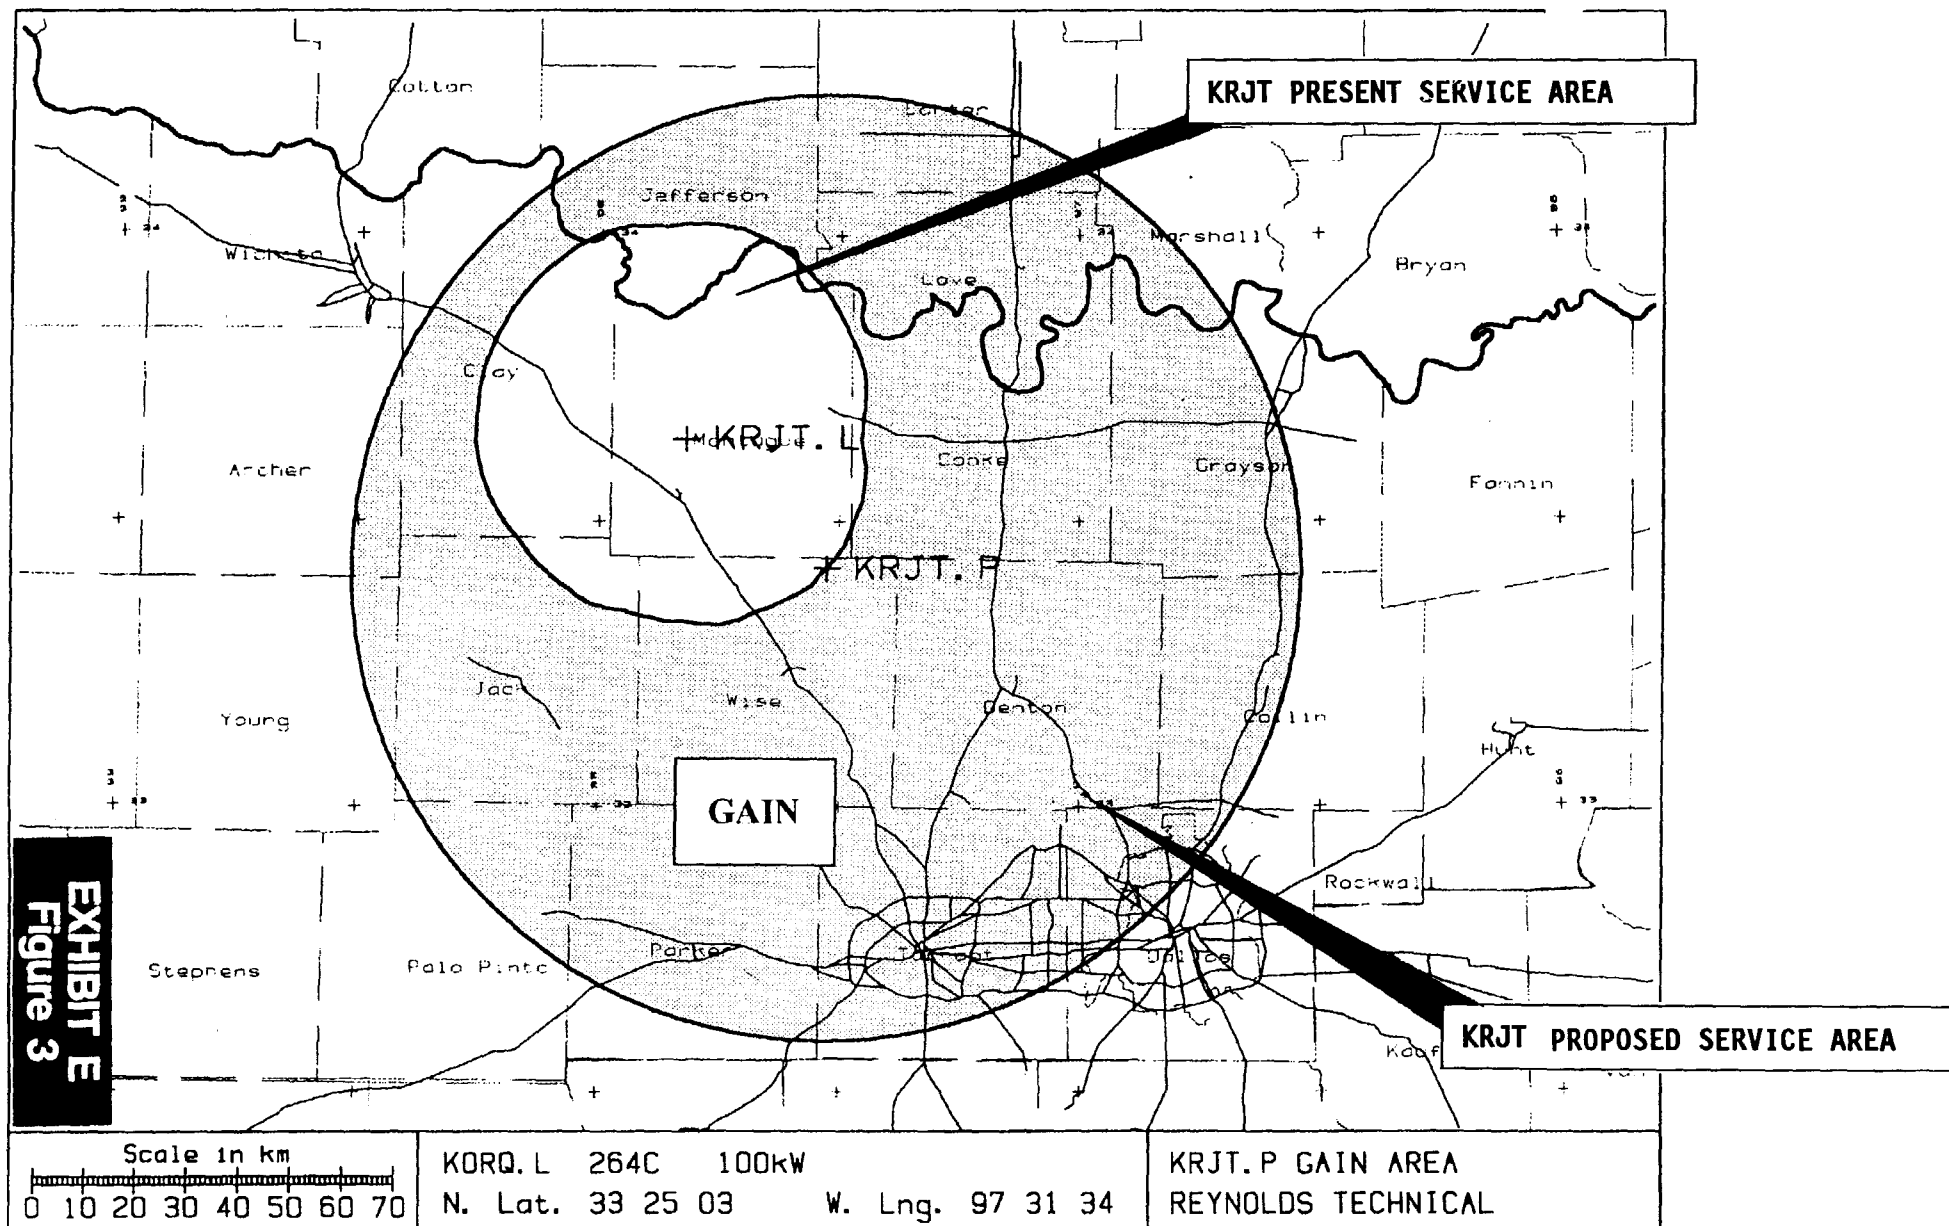 KRJT PRESENT SERVICE AREA
Jefferson
Wichita
Love
Marshall
Bryan
Clay
KRJT. L
Archer
Cooke
Grayson
Fannin
KRJT. P
Jack
Wise
Denton
Collin
Young
Hunt
GAIN
Rockwall
Stephens
Palo Pinto
Parker
Dallas
KRJT PROPOSED SERVICE AREA
Kauf
EXHIBIT E
Figure 3
Scale in km
0 10 20 30 40 50 60 70
KORQ.L 264C 100kW
N. Lat. 33 25 03 W. Lng. 97 31 34
KRJT.P GAIN AREA
REYNOLDS TECHNICAL